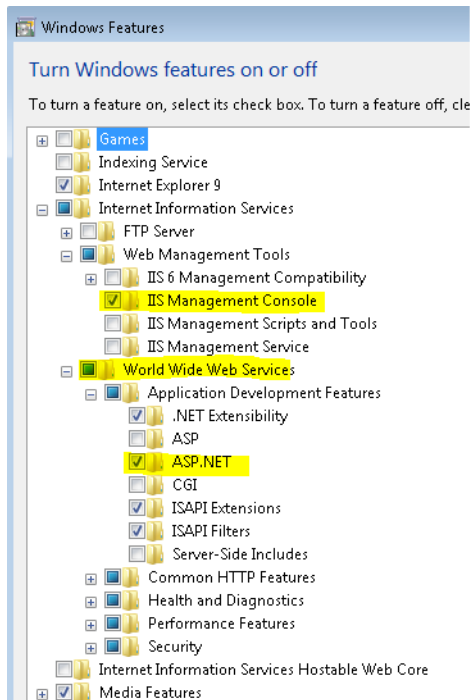 Windows Features
Turn Windows features on or off
To turn a feature on, select its check box. To turn a feature off, cle
Games
Indexing Service
Internet Explorer 9
Internet Information Services
FTP Server
Web Management Tools
IIS 6 Management Compatibility
IIS Management Console
IIS Management Scripts and Tools
IIS Management Service
World Wide Web Services
Application Development Features
.NET Extensibility
ASP
ASP.NET
CGI
ISAPI Extensions
ISAPI Filters
Server-Side Includes
Common HTTP Features
Health and Diagnostics
Performance Features
Security
Internet Information Services Hostable Web Core
Media Features